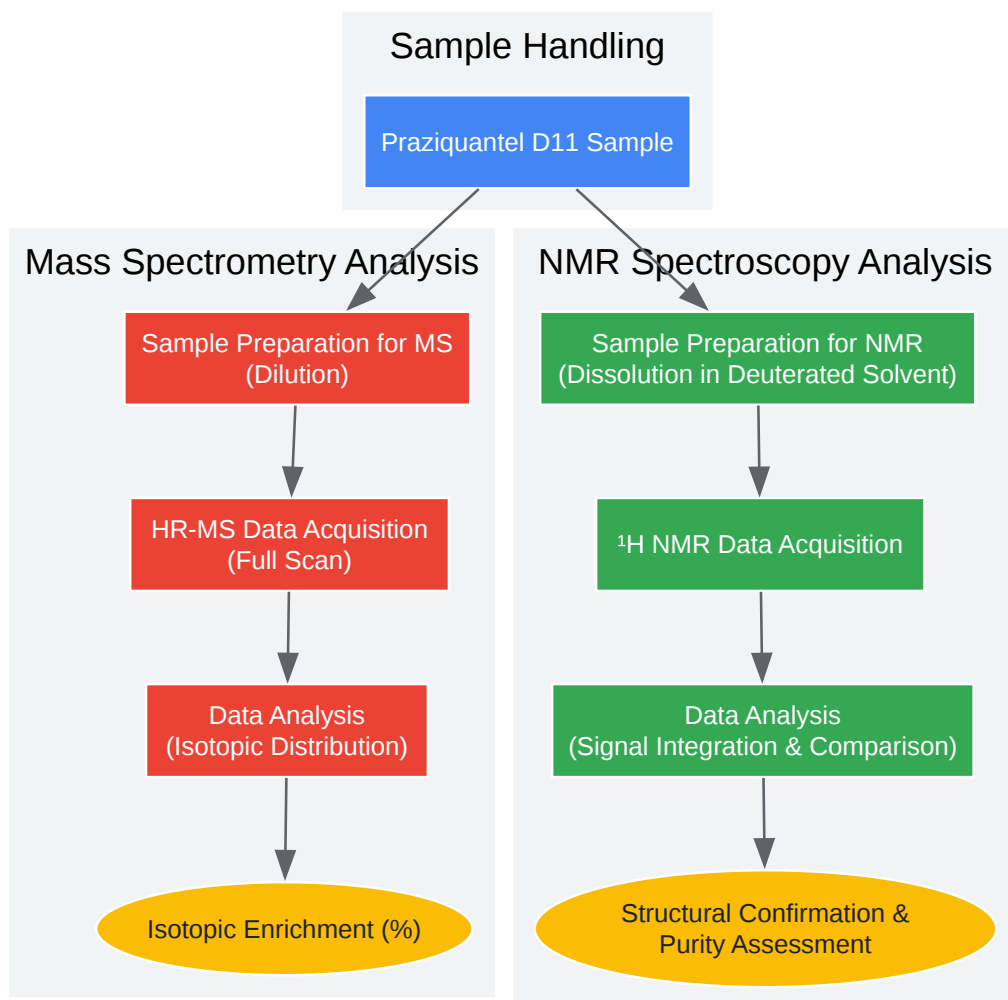 Sample Handling
Praziquantel D11 Sample
Mass Spectrometry Analysis
Sample Preparation for MS
(Dilution)
HR-MS Data Acquisition
(Full Scan)
Data Analysis
(Isotopic Distribution)
Isotopic Enrichment (%)
NMR Spectroscopy Analysis
Sample Preparation for NMR
(Dissolution in Deuterated Solvent)
¹H NMR Data Acquisition
Data Analysis
(Signal Integration & Comparison)
Structural Confirmation &
Purity Assessment